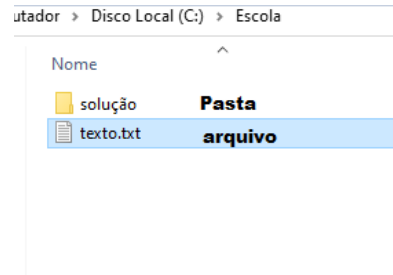 utador > Disco Local (C:) > Escola
Nome
solução Pasta
texto.txt arquivo